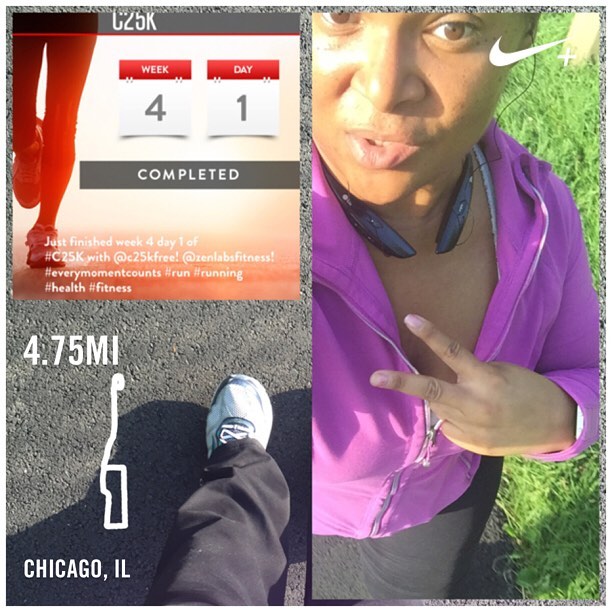 C25K
WEEK
DAY
4
1
COMPLETED
Just finished week 4 day 1 of
#C25K with @c25kfree! @zenlabsfitness!
#everymomentcounts #run #running
#health #fitness
4.75MI
CHICAGO, IL
+